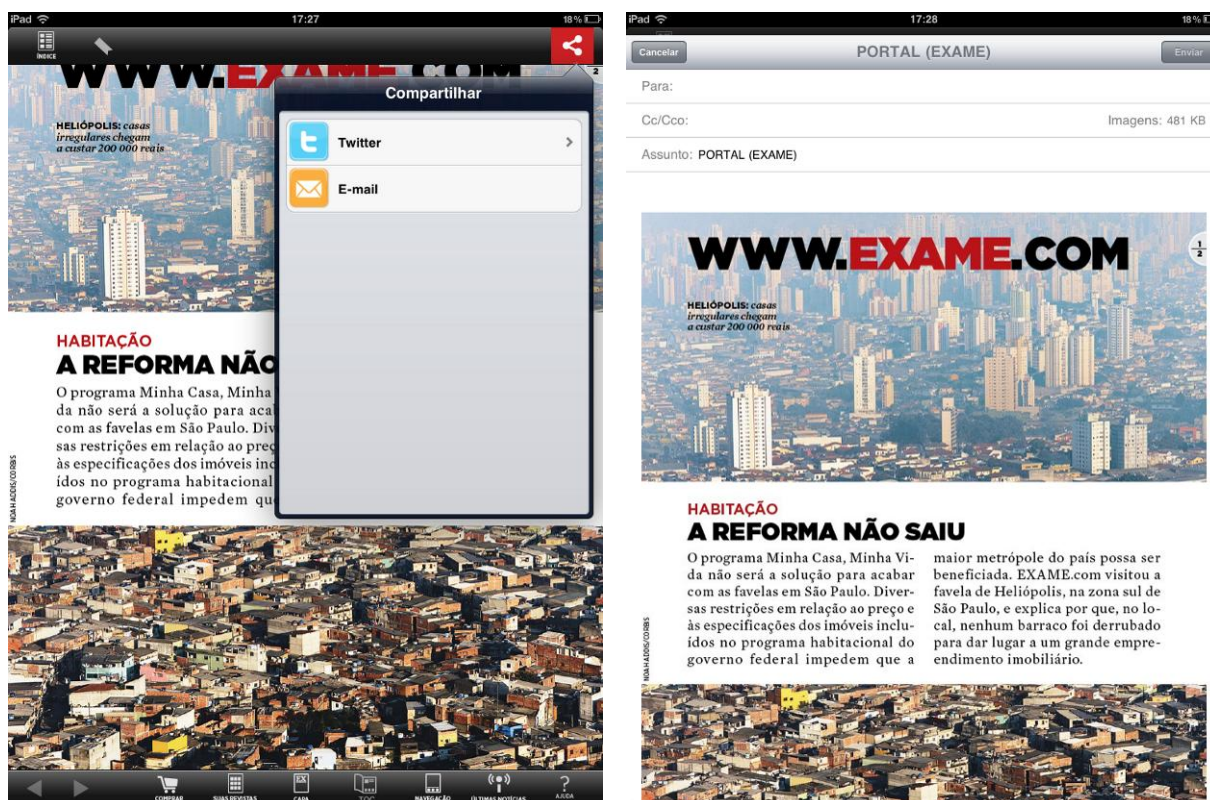 iPad 17:27 18 %
ÍNDICE
WWW.EXAME.COM
2
HELIÓPOLIS: casas
irregulares chegam
a custar 200 000 reais
Compartilhar
Twitter
E-mail
HABITAÇÃO
A REFORMA NÃO
O programa Minha Casa, Minha
da não será a solução para aca
com as favelas em São Paulo. Div
sas restrições em relação ao preç
às especificações dos imóveis inc
ídos no programa habitacional
governo federal impedem qu
NOAH ADDIS/CORBIS
COMPRAR SUAS REVISTAS CAPA TOC NAVEGAÇÃO ÚLTIMAS NOTÍCIAS AJUDA
iPad 17:28 18 %
Cancelar PORTAL (EXAME) Enviar
Para:
Cc/Cco: Imagens: 481 KB
Assunto: PORTAL (EXAME)
WWW.EXAME.COM
1
2
HELIÓPOLIS: casas
irregulares chegam
a custar 200 000 reais
HABITAÇÃO
A REFORMA NÃO SAIU
O programa Minha Casa, Minha Vi-
da não será a solução para acabar
com as favelas em São Paulo. Diver-
sas restrições em relação ao preço e
às especificações dos imóveis inclu-
ídos no programa habitacional do
governo federal impedem que a
maior metrópole do país possa ser
beneficiada. EXAME.com visitou a
favela de Heliópolis, na zona sul de
São Paulo, e explica por que, no lo-
cal, nenhum barraco foi derrubado
para dar lugar a um grande empre-
endimento imobiliário.
NOAH ADDIS/CORBIS